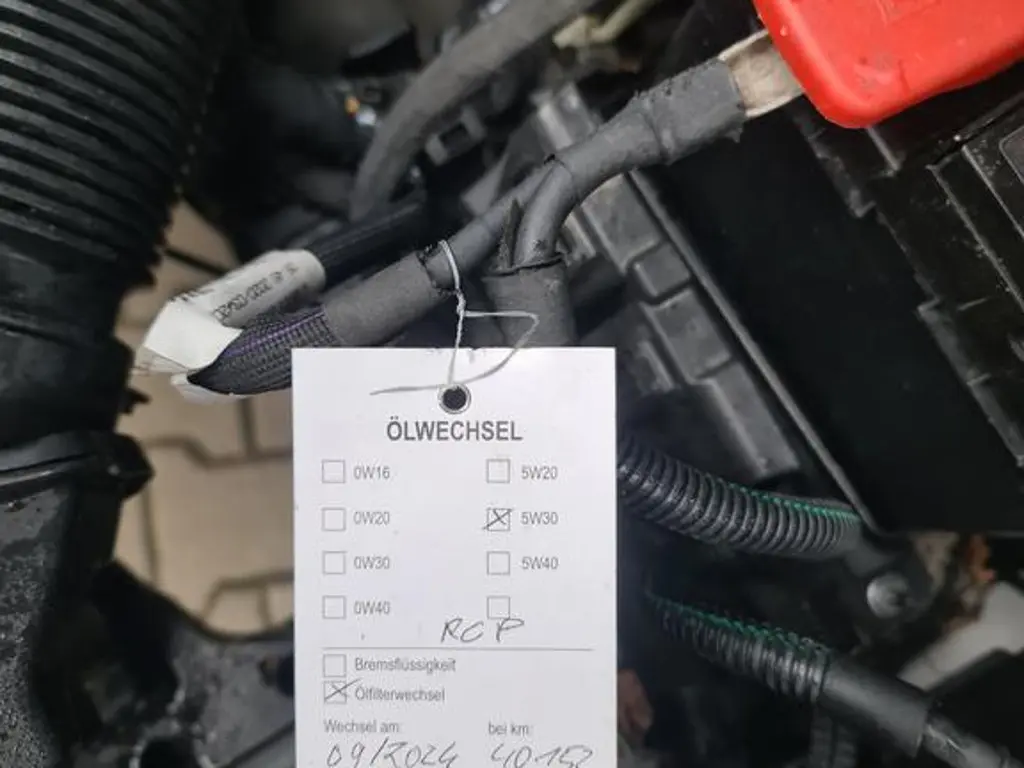 ÖLWECHSEL
0W16 5W20
0W20 5W30
0W30 5W40
0W40
RCP
Bremsflüssigkeit
Ölfilterwechsel
Wechsel am: bei km:
09/2024 40152